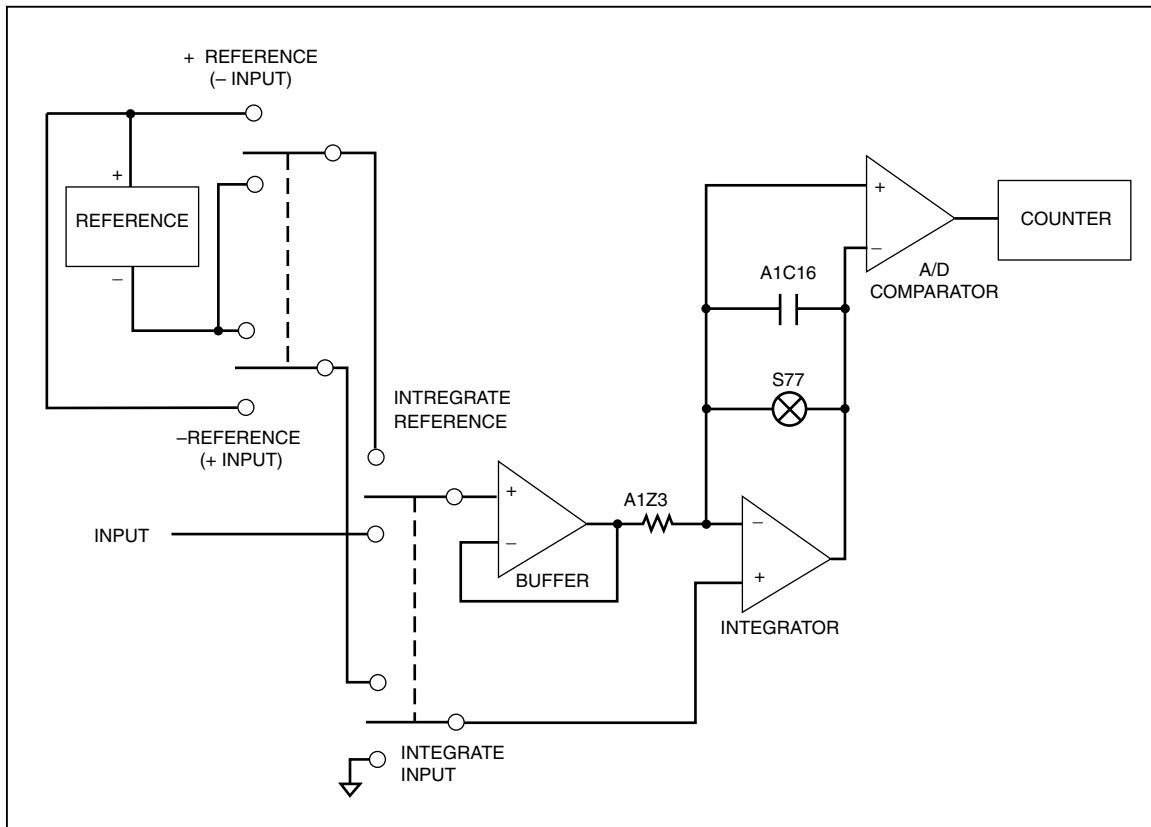 + REFERENCE
(– INPUT)
+
REFERENCE
–
–REFERENCE
(+ INPUT)
INTREGRATE
REFERENCE
INPUT
+
–
BUFFER
A1Z3
–
+
INTEGRATOR
A1C16
S77
+
–
A/D
COMPARATOR
COUNTER
INTEGRATE
INPUT